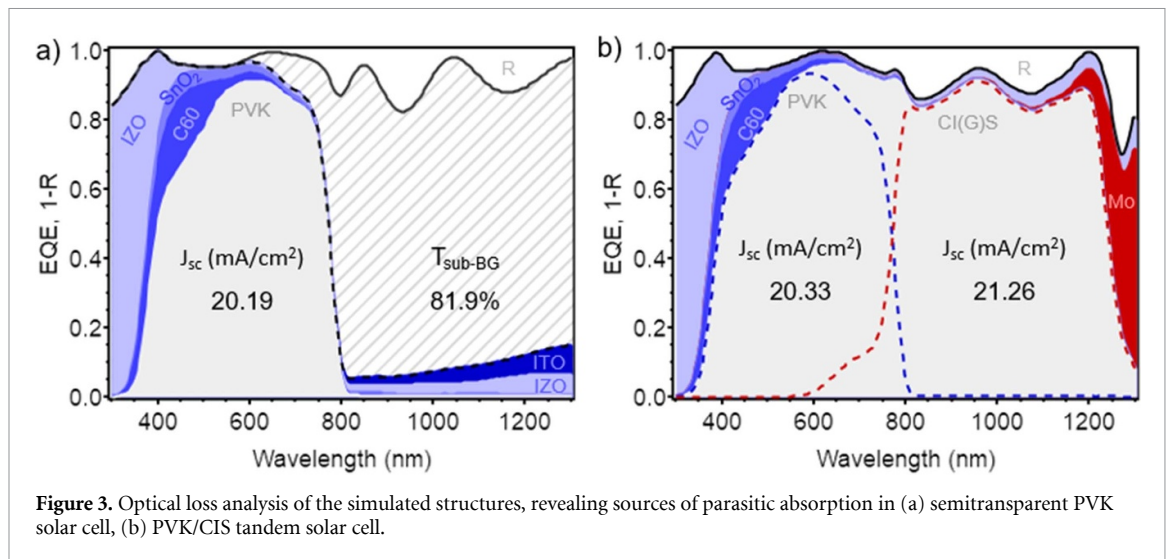 a)
EQE, 1-R
1.0
0.8
0.6
0.4
0.2
0.0
IZO
SnO₂
C60
PVK
R
Jsc (mA/cm²)
20.19
Tsub-BG
81.9%
ITO
IZO
400 600 800 1000 1200
Wavelength (nm)
b)
EQE, 1-R
1.0
0.8
0.6
0.4
0.2
0.0
IZO
SnO₂
C60
PVK
R
CI(G)S
Mo
Jsc (mA/cm²)
20.33
Jsc (mA/cm²)
21.26
400 600 800 1000 1200
Wavelength (nm)
Figure 3. Optical loss analysis of the simulated structures, revealing sources of parasitic absorption in (a) semitransparent PVK
solar cell, (b) PVK/CIS tandem solar cell.